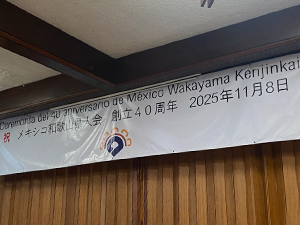 Ceremonia del 40 aniversario de México Wakayama Kenjinkai
祝 メキシコ和歌山県人会 創立40周年 2025年11月8日